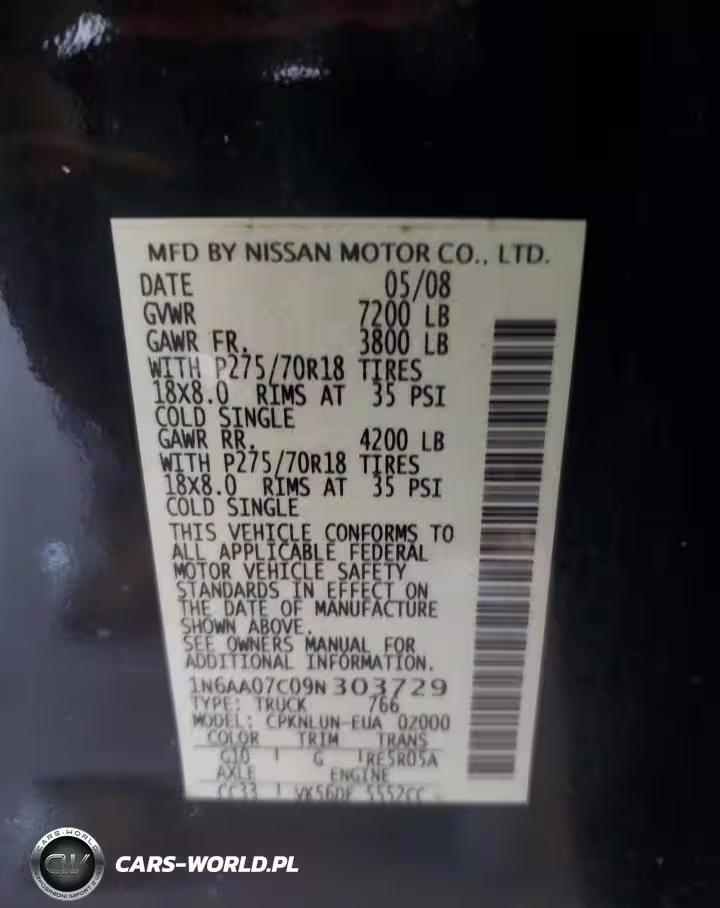 MFD BY NISSAN MOTOR CO., LTD.
DATE 05/08
GVWR 7200 LB
GAWR FR. 3800 LB
WITH P275/70R18 TIRES
18X8.0 RIMS AT 35 PSI
COLD SINGLE
GAWR RR. 4200 LB
WITH P275/70R18 TIRES
18X8.0 RIMS AT 35 PSI
COLD SINGLE
THIS VEHICLE CONFORMS TO
ALL APPLICABLE FEDERAL
MOTOR VEHICLE SAFETY
STANDARDS IN EFFECT ON
THE DATE OF MANUFACTURE
SHOWN ABOVE.
SEE OWNERS MANUAL FOR
ADDITIONAL INFORMATION.
1N6AA07C09N303729
TYPE: TRUCK 766
MODEL: CPKNLUN-EUA 02000
COLOR TRIM TRANS
G10 G RE5R05A
AXLE ENGINE
CC33 VK56DE 5552CC
CARS-WORLD
CW
CARS-WORLD.PL